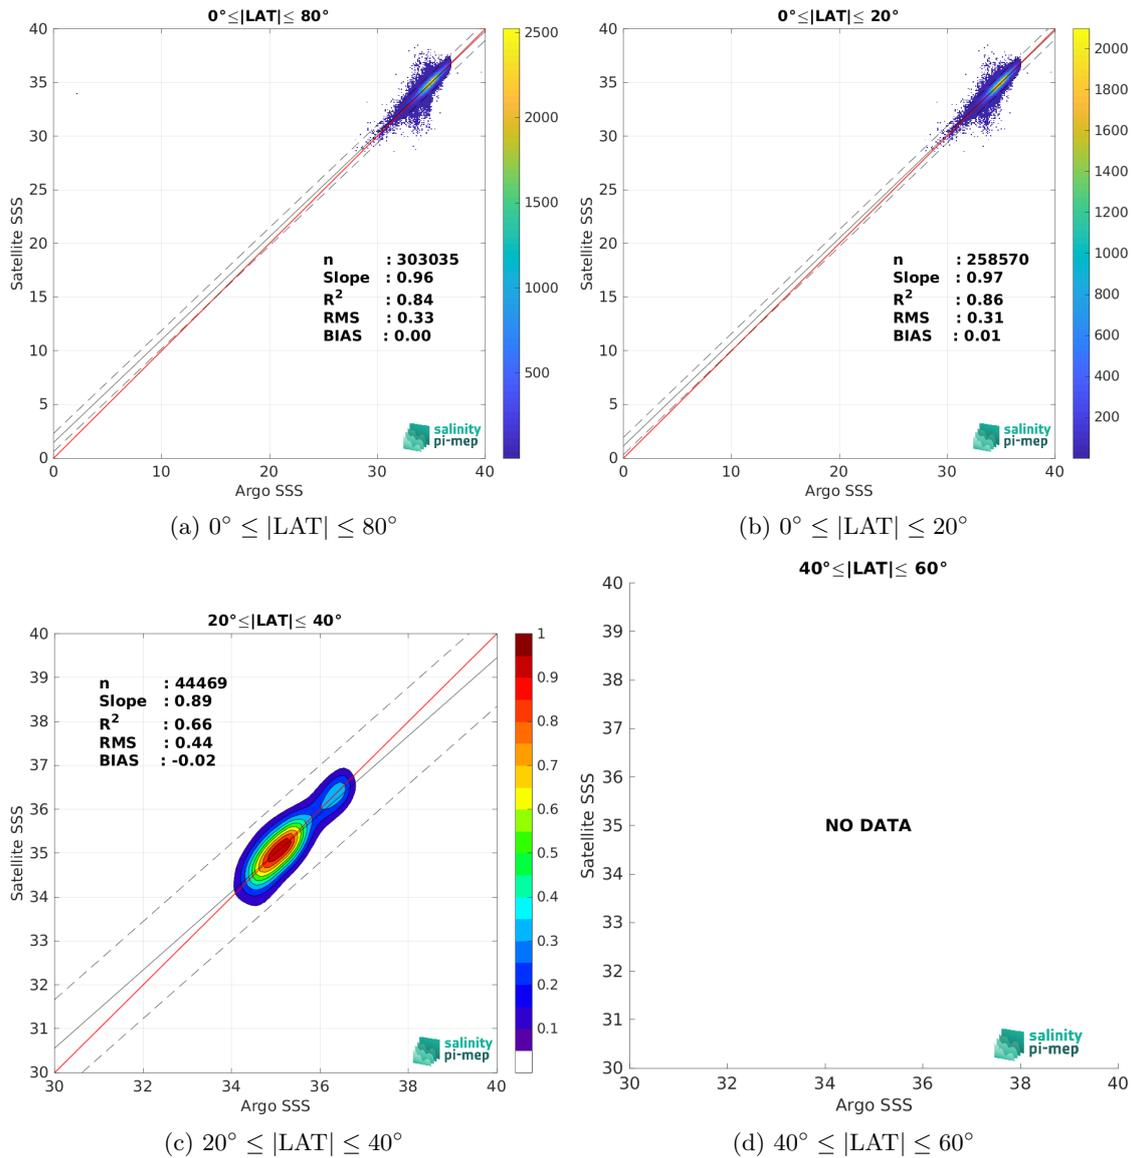 0°≤|LAT|≤ 80°
40
35
30
25
20
15
10
5
0
0
10
20
30
40
Satellite SSS
Argo SSS
n : 303035
Slope : 0.96
R² : 0.84
RMS : 0.33
BIAS : 0.00
salinity
pi-mep
2500
2000
1500
1000
500
(a) 0° ≤ |LAT| ≤ 80°
0°≤|LAT|≤ 20°
40
35
30
25
20
15
10
5
0
0
10
20
30
40
Satellite SSS
Argo SSS
n : 258570
Slope : 0.97
R² : 0.86
RMS : 0.31
BIAS : 0.01
salinity
pi-mep
2000
1800
1600
1400
1200
1000
800
600
400
200
(b) 0° ≤ |LAT| ≤ 20°
20°≤|LAT|≤ 40°
40
39
38
37
36
35
34
33
32
31
30
30
32
34
36
38
40
Satellite SSS
Argo SSS
n : 44469
Slope : 0.89
R² : 0.66
RMS : 0.44
BIAS : -0.02
salinity
pi-mep
1
0.9
0.8
0.7
0.6
0.5
0.4
0.3
0.2
0.1
(c) 20° ≤ |LAT| ≤ 40°
40°≤|LAT|≤ 60°
40
39
38
37
36
35
34
33
32
31
30
30
32
34
36
38
40
Satellite SSS
Argo SSS
NO DATA
salinity
pi-mep
(d) 40° ≤ |LAT| ≤ 60°